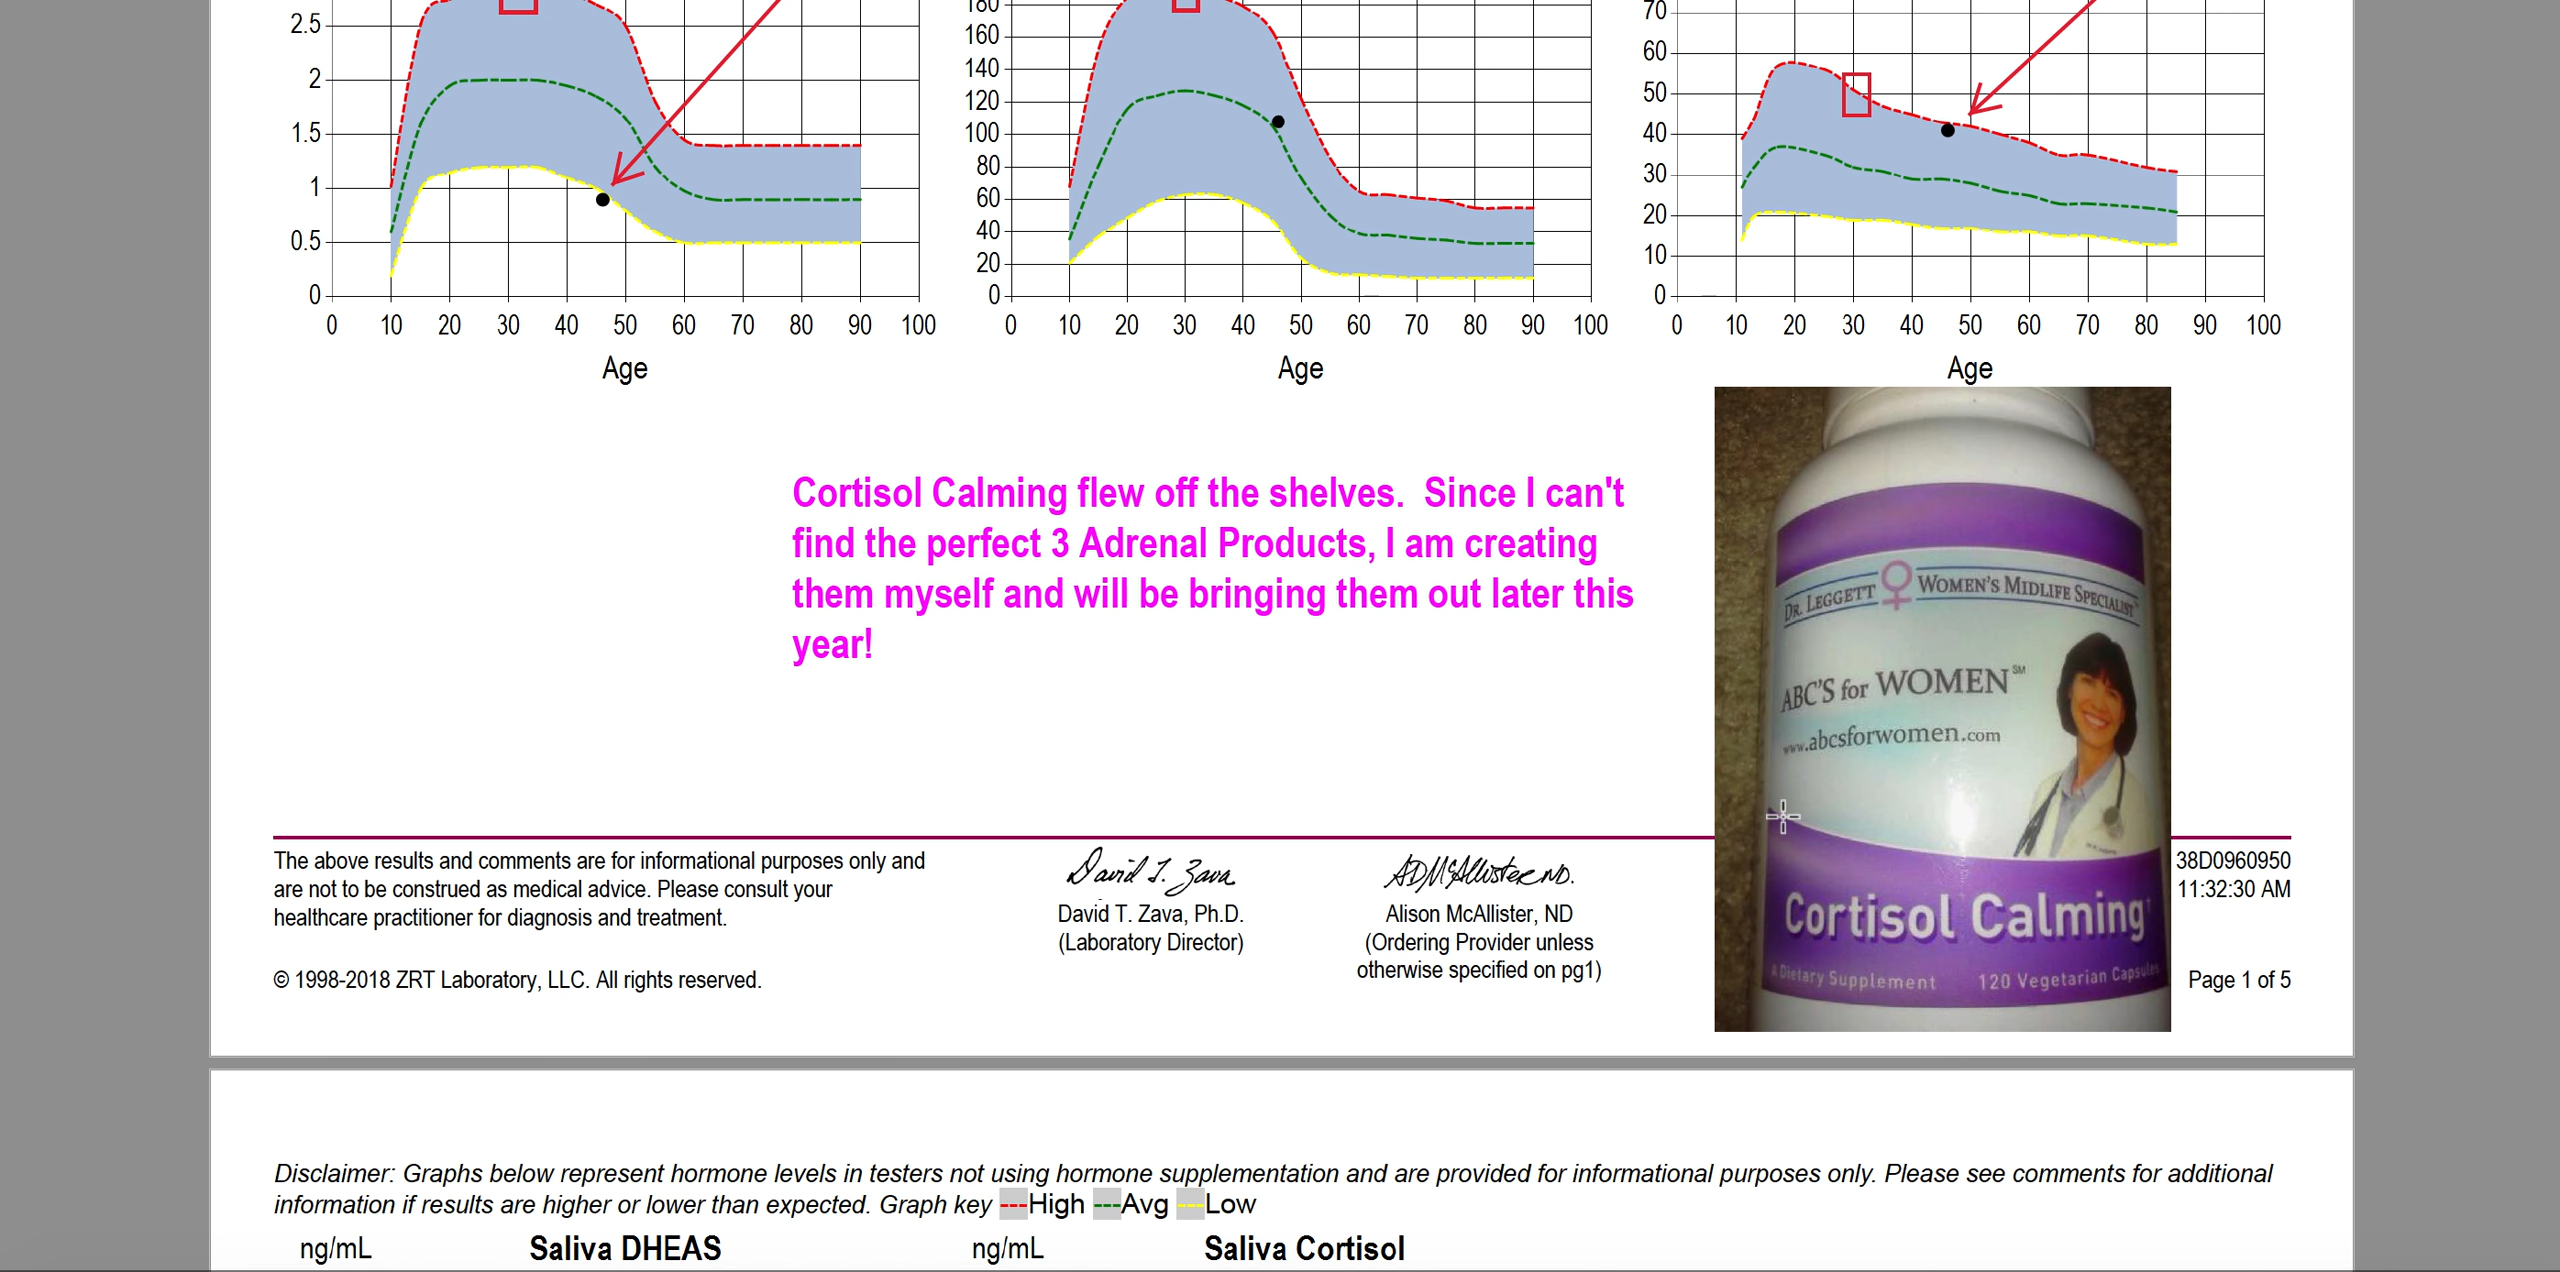 2.5
2
1.5
1
0.5
0
0 10 20 30 40 50 60 70 80 90 100
Age
180
160
140
120
100
80
60
40
20
0
0 10 20 30 40 50 60 70 80 90 100
Age
70
60
50
40
30
20
10
0
0 10 20 30 40 50 60 70 80 90 100
Age
Cortisol Calming flew off the shelves.  Since I can't
find the perfect 3 Adrenal Products, I am creating
them myself and will be bringing them out later this
year!
DR. LEGGETT WOMEN'S MIDLIFE SPECIALIST
ABC'S for WOMEN℠
www.abcsforwomen.com
Cortisol Calming†
A Dietary Supplement 120 Vegetarian Capsules
The above results and comments are for informational purposes only and
are not to be construed as medical advice. Please consult your
healthcare practitioner for diagnosis and treatment.
© 1998-2018 ZRT Laboratory, LLC. All rights reserved.
David T. Zava
David T. Zava, Ph.D.
(Laboratory Director)
ADMcAllister ND.
Alison McAllister, ND
(Ordering Provider unless
otherwise specified on pg1)
38D0960950
11:32:30 AM
Page 1 of 5
Disclaimer: Graphs below represent hormone levels in testers not using hormone supplementation and are provided for informational purposes only. Please see comments for additional
information if results are higher or lower than expected. Graph key High Avg Low
ng/mL Saliva DHEAS ng/mL Saliva Cortisol